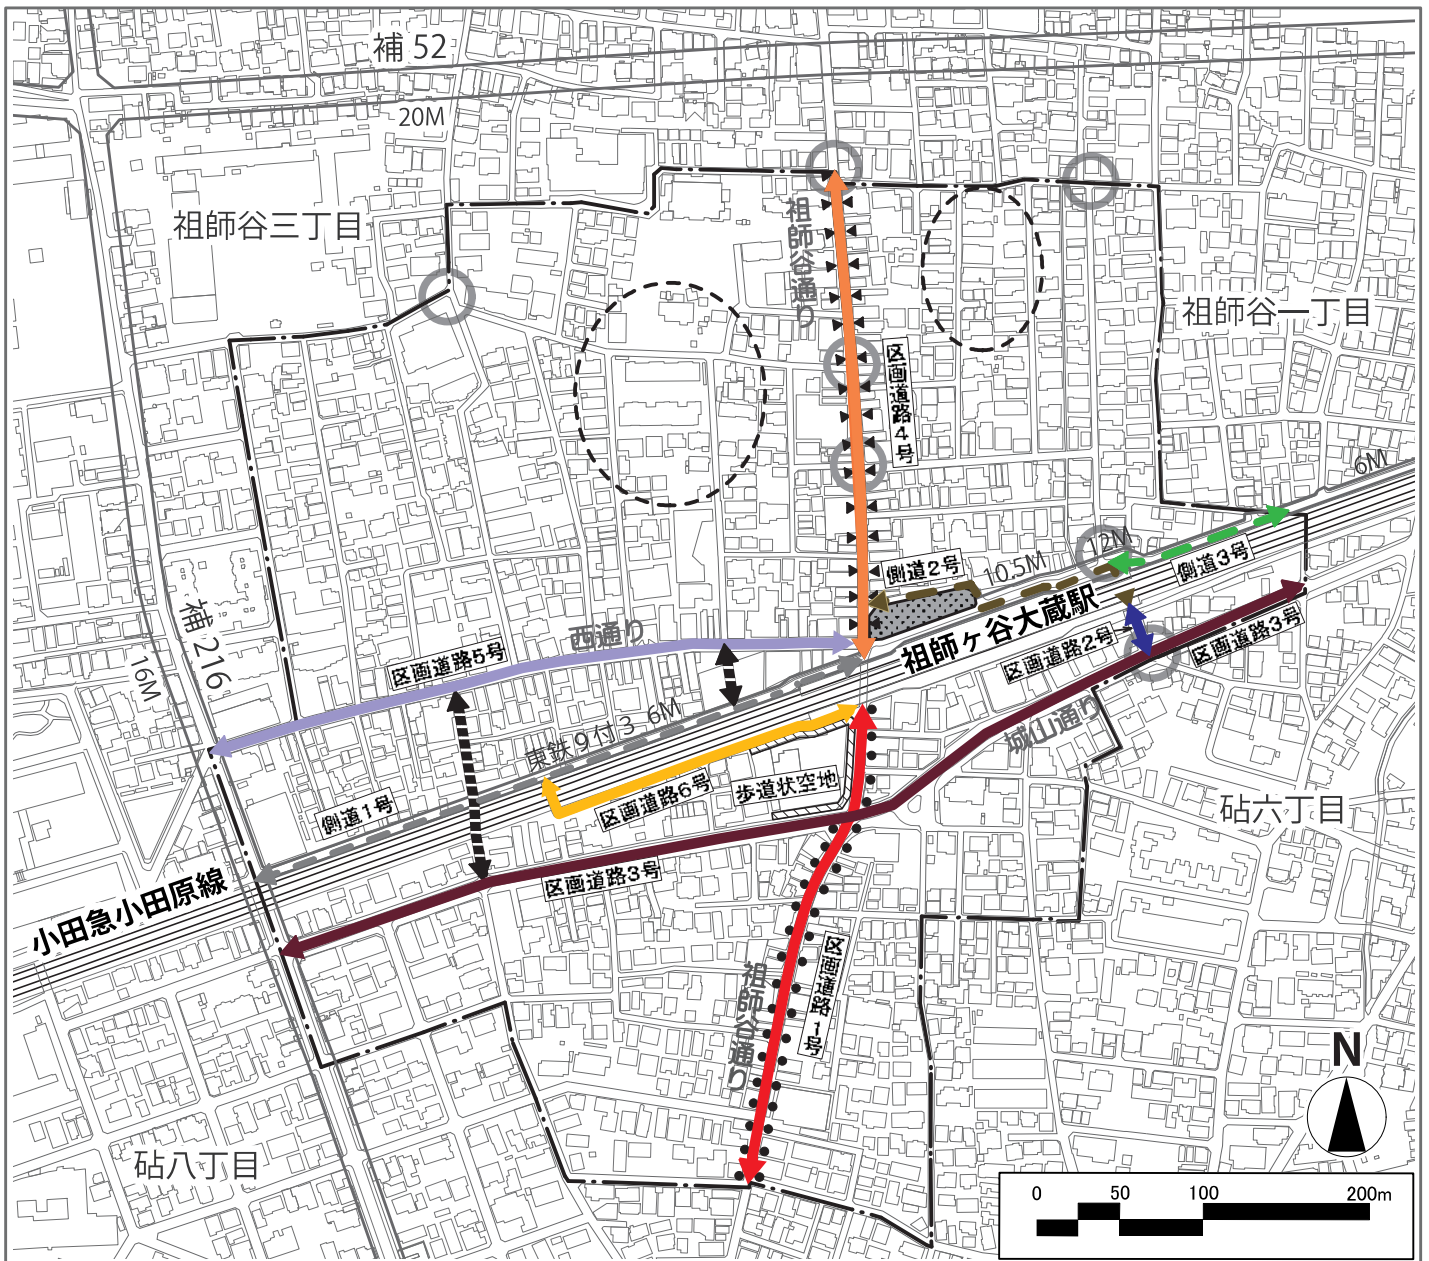 補 52
20M
祖師谷三丁目
祖師谷通り
祖師谷一丁目
区画道路4号
6M
12M
側道2号
10.5M
側道3号
補 216
16M
西通り
区画道路5号
祖師ヶ谷大蔵駅
区画道路2号
区画道路3号
城山通り
東鉄9付3 6M
区画道路6号
歩道状空地
側道1号
砧六丁目
区画道路3号
小田急小田原線
区画道路1号
祖師谷通り
N
砧八丁目
0 50 100 200m